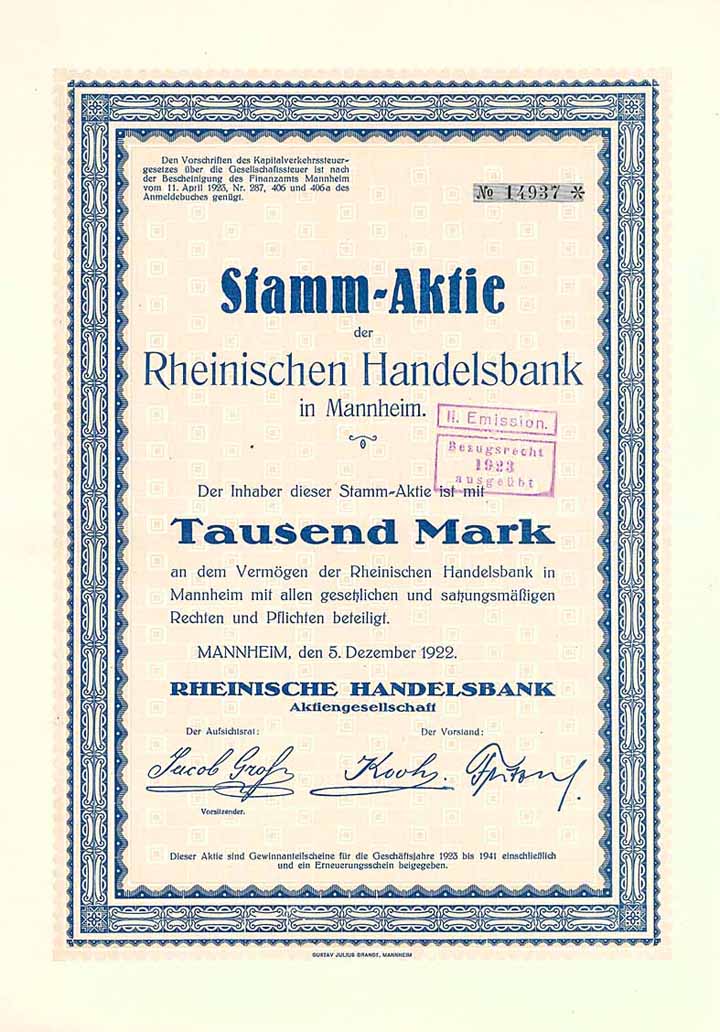 Den Vorschriften des Kapitalverkehrssteuer-
gesetzes über die Gesellschaftssteuer ist nach
der Bescheinigung des Finanzamts Mannheim
vom 11. April 1923, Nr. 287, 406 und 406a des
Anmeldebuches genügt.
№ 14937 *
Stamm-Aktie
der
Rheinischen Handelsbank
in Mannheim.
II. Emission.
Bezugsrecht
1923
ausgeübt
Der Inhaber dieser Stamm-Aktie ist mit
Tausend Mark
an dem Vermögen der Rheinischen Handelsbank in
Mannheim mit allen gesetzlichen und satzungsmäßigen
Rechten und Pflichten beteiligt.
MANNHEIM, den 5. Dezember 1922.
RHEINISCHE HANDELSBANK
Aktiengesellschaft
Der Aufsichtsrat:
Der Vorstand:
Jacob Groß
Vorsitzender.
Dieser Aktie sind Gewinnanteilscheine für die Geschäftsjahre 1923 bis 1941 einschließlich
und ein Erneuerungsschein beigegeben.
GUSTAV JULIUS BRANDT, MANNHEIM